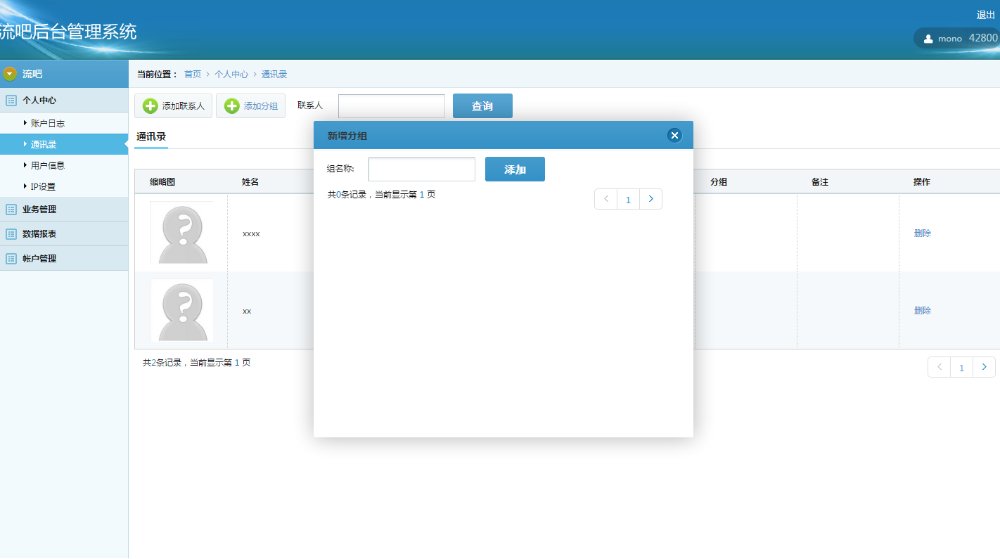 退出
流吧后台管理系统
mono 42800
流吧
当前位置： 首页 > 个人中心 > 通讯录
个人中心
添加联系人 添加分组 联系人 查询
账户日志
通讯录
通讯录
新增分组
用户信息
组名称: 添加
IP设置
缩略图 姓名 分组 备注 操作
共0条记录，当前显示第 1 页 < 1 >
业务管理
数据报表
xxxx 删除
帐户管理
xx 删除
共2条记录，当前显示第 1 页 < 1 >